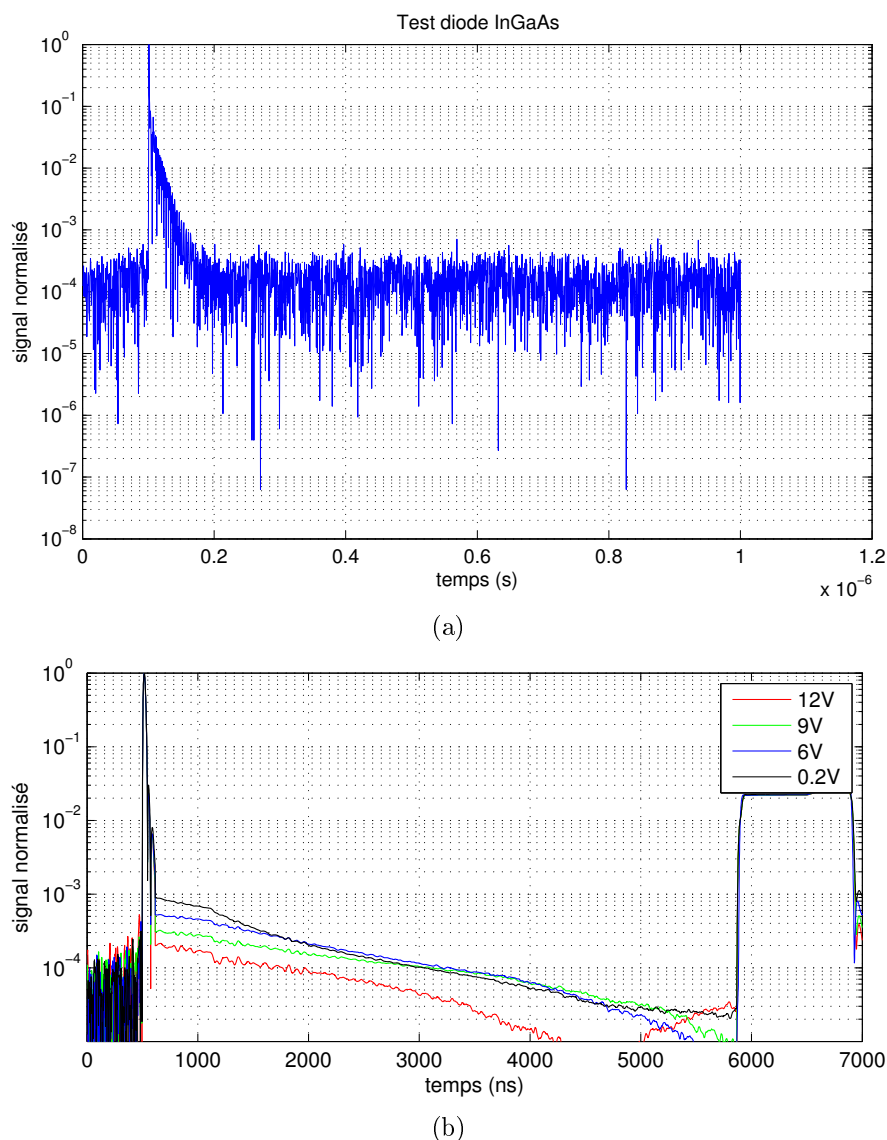 Test diode InGaAs
10^0
10^-1
10^-2
10^-3
10^-4
10^-5
10^-6
10^-7
10^-8
signal normalisé
0 0.2 0.4 0.6 0.8 1 1.2
temps (s)
x 10^-6
(a)
10^0
10^-1
10^-2
10^-3
10^-4
signal normalisé
12V
9V
6V
0.2V
0 1000 2000 3000 4000 5000 6000 7000
temps (ns)
(b)